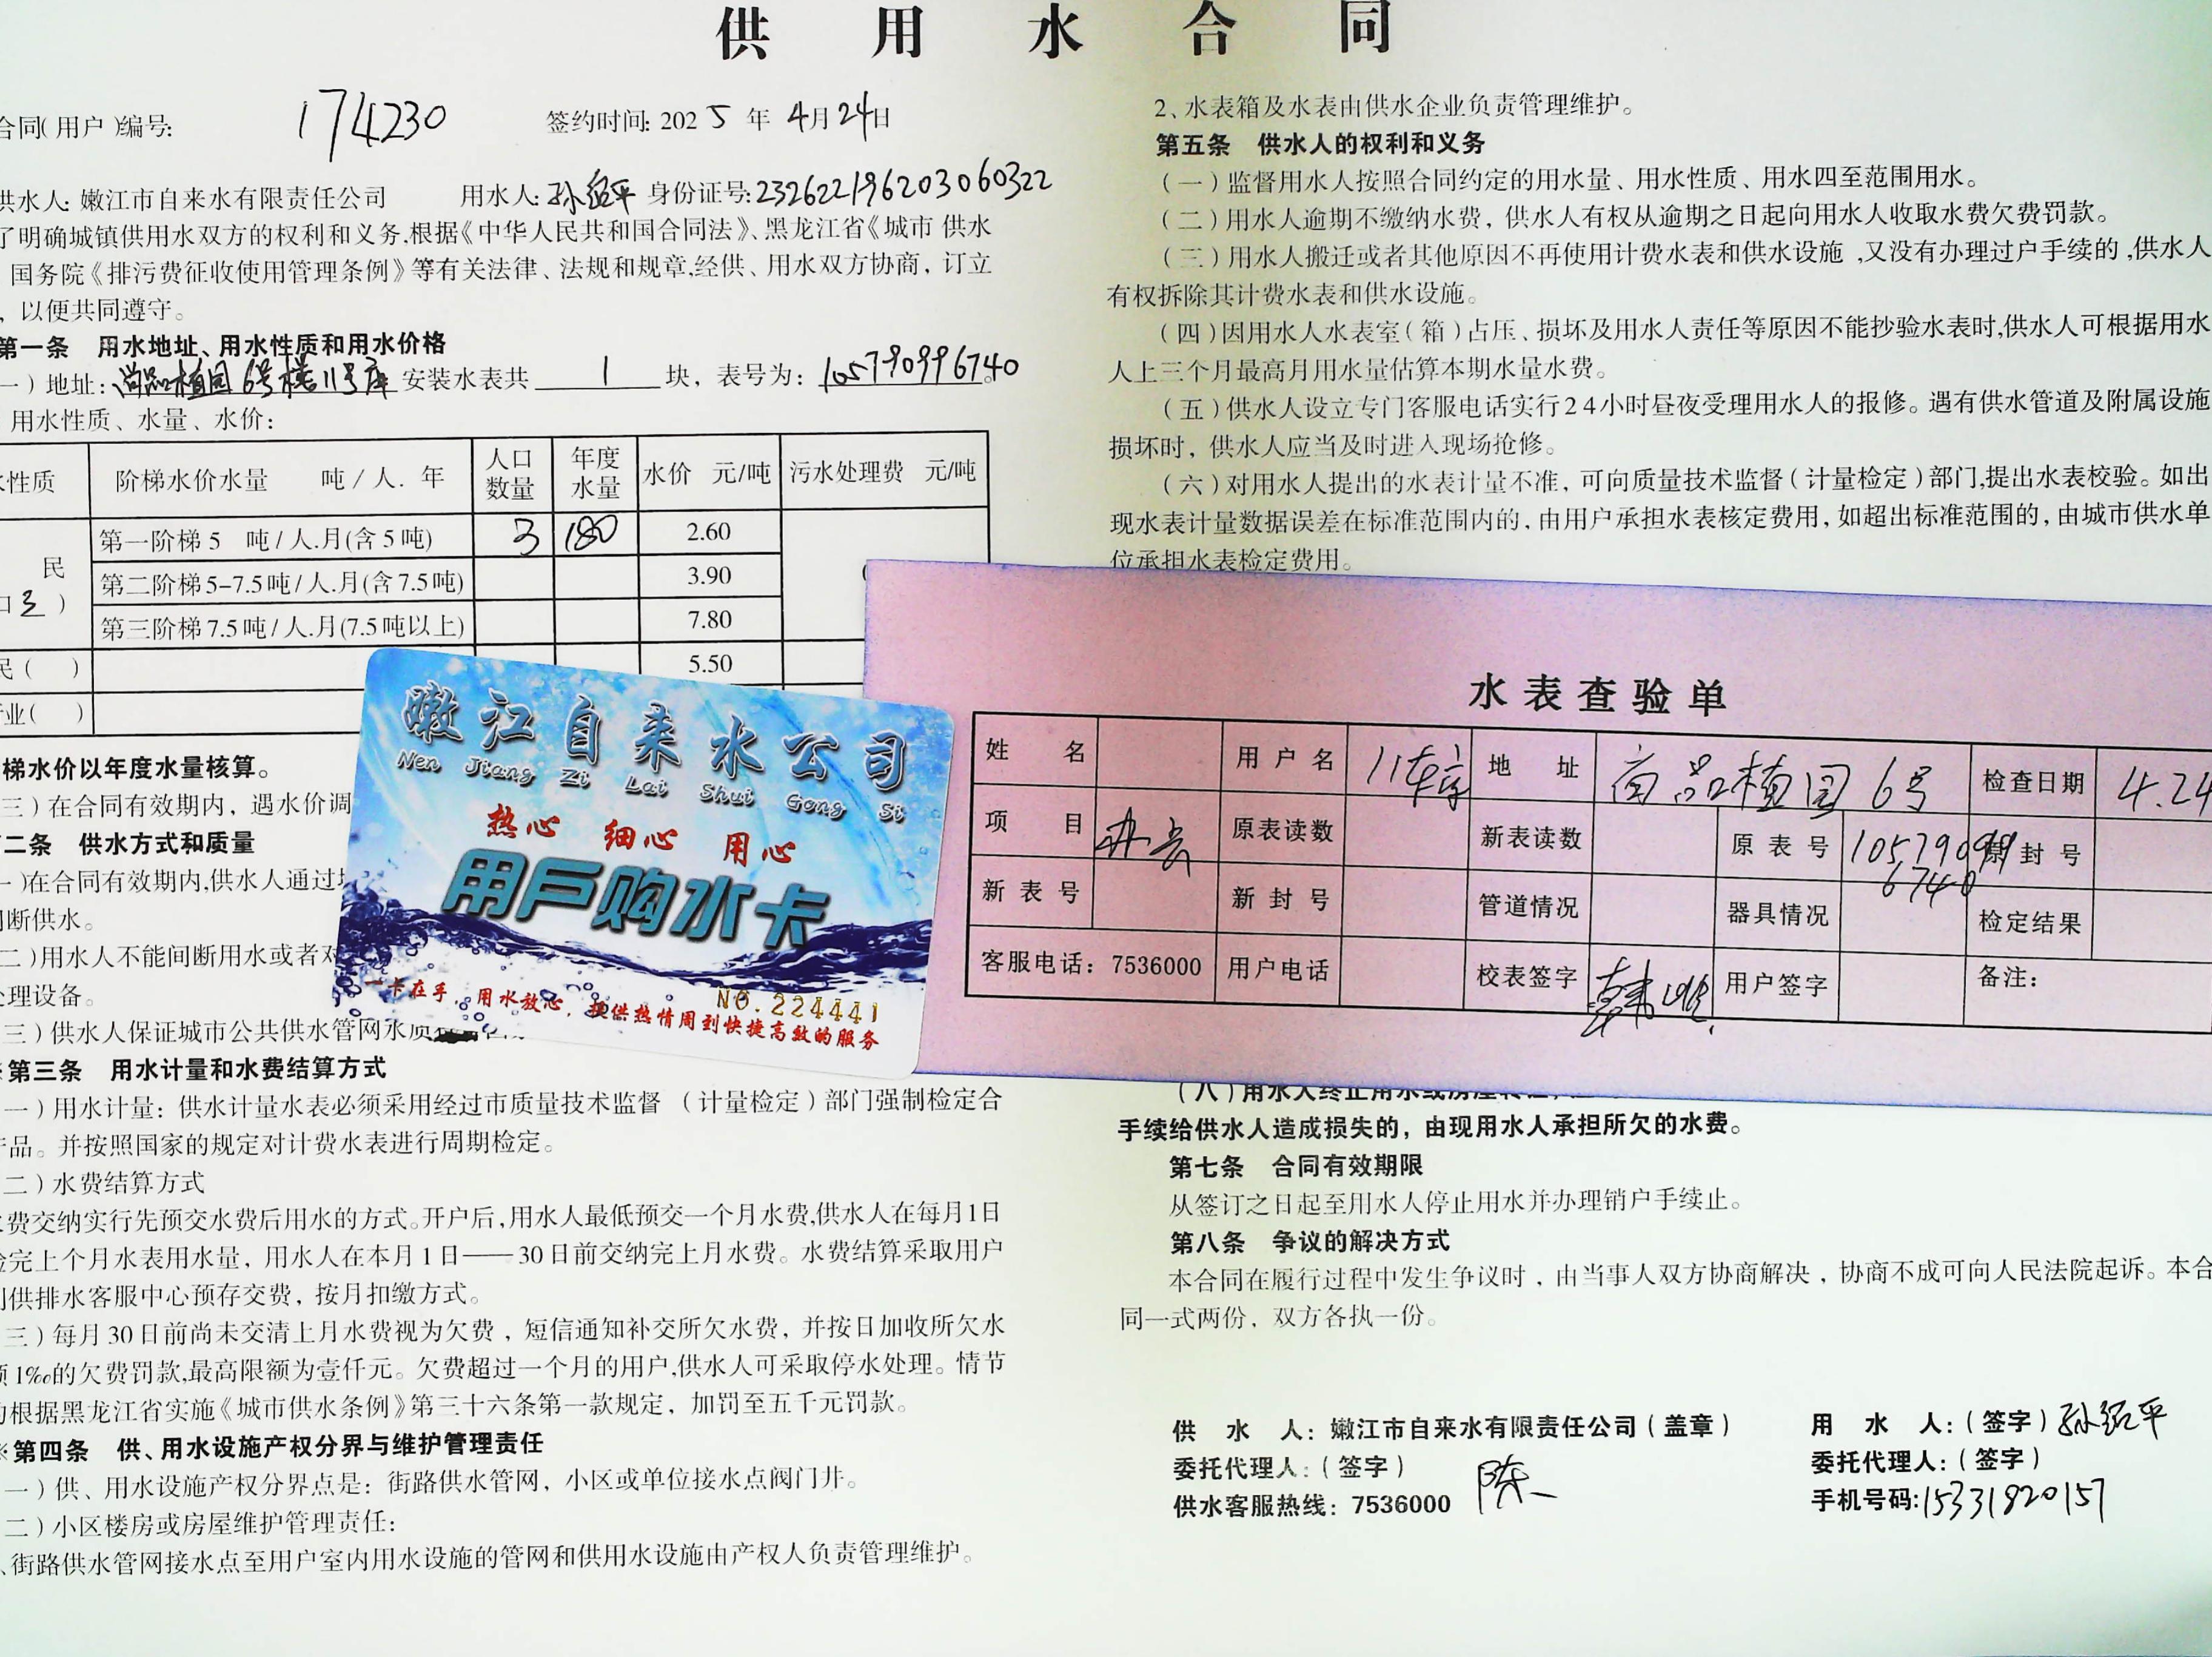 供用水合同
合同(用户)编号: 174230 签约时间: 2025年4月24日
供水人: 嫩江市自来水有限责任公司 用水人: 孙绍平 身份证号: 232622196203060322
了明确城镇供用水双方的权利和义务,根据《中华人民共和国合同法》、黑龙江省《城市 供水
国务院《排污费征收使用管理条例》等有关法律、法规和规章,经供、用水双方协商，订立
，以便共同遵守。
第一条 用水地址、用水性质和用水价格
一）地址: 尚品植园6号楼11号库 安装水表共 1 块，表号为: 105790996740。
用水性质、水量、水价:
水性质 阶梯水价水量 吨/人.年 人口数量 年度水量 水价 元/吨 污水处理费 元/吨
民 第一阶梯 5 吨/人.月(含5吨) 3 180 2.60
第二阶梯5-7.5吨/人.月(含7.5吨) 3.90
口3 ) 第三阶梯 7.5吨/人.月(7.5吨以上) 7.80
民( ) 5.50
业( )
梯水价以年度水量核算。
三）在合同有效期内，遇水价调
二条 供水方式和质量
一)在合同有效期内,供水人通过
间断供水。
二)用水人不能间断用水或者对
处理设备。
三)供水人保证城市公共供水管网水质
第三条 用水计量和水费结算方式
一)用水计量: 供水计量水表必须采用经过市质量技术监督 (计量检定)部门强制检定合
产品。并按照国家的规定对计费水表进行周期检定。
二)水费结算方式
费交纳实行先预交水费后用水的方式。开户后,用水人最低预交一个月水费,供水人在每月1日
完上个月水表用水量，用水人在本月1日——30日前交纳完上月水费。水费结算采取用户
到供排水客服中心预存交费，按月扣缴方式。
三)每月30日前尚未交清上月水费视为欠费，短信通知补交所欠水费，并按日加收所欠水
1‰的欠费罚款,最高限额为壹仟元。欠费超过一个月的用户,供水人可采取停水处理。情节
根据黑龙江省实施《城市供水条例》第三十六条第一款规定，加罚至五千元罚款。
※第四条 供、用水设施产权分界与维护管理责任
一)供、用水设施产权分界点是: 街路供水管网，小区或单位接水点阀门井。
二)小区楼房或房屋维护管理责任:
、街路供水管网接水点至用户室内用水设施的管网和供用水设施由产权人负责管理维护。
2、水表箱及水表由供水企业负责管理维护。
第五条 供水人的权利和义务
(一)监督用水人按照合同约定的用水量、用水性质、用水四至范围用水。
(二)用水人逾期不缴纳水费，供水人有权从逾期之日起向用水人收取水费欠费罚款。
(三)用水人搬迁或者其他原因不再使用计费水表和供水设施,又没有办理过户手续的,供水人
有权拆除其计费水表和供水设施。
(四)因用水人水表室(箱)占压、损坏及用水人责任等原因不能抄验水表时,供水人可根据用水
人上三个月最高月用水量估算本期水量水费。
(五)供水人设立专门客服电话实行24小时昼夜受理用水人的报修。遇有供水管道及附属设施
损坏时，供水人应当及时进入现场抢修。
(六)对用水人提出的水表计量不准，可向质量技术监督(计量检定)部门,提出水表校验。如出
现水表计量数据误差在标准范围内的，由用户承担水表核定费用，如超出标准范围的，由城市供水单
位承担水表检定费用。
水表查验单
姓名 用户名 11车库 地址 尚品植园6号 检查日期 4.24
项目 原表读数 新表读数 原表号 105790996740 原封号
新表号 新封号 管道情况 器具情况 检定结果
客服电话: 7536000 用户电话 校表签字 用户签字 备注:
嫩江自来水公司
Nen Jiang Zi Lai Shui Gong Si
热心 细心 用心
用户购水卡
NO.224441
一卡在手，用水放心，提供热情周到快捷高效的服务
(八)用水人终止用水或房屋转让，
手续给供水人造成损失的，由现用水人承担所欠的水费。
第七条 合同有效期限
从签订之日起至用水人停止用水并办理销户手续止。
第八条 争议的解决方式
本合同在履行过程中发生争议时，由当事人双方协商解决，协商不成可向人民法院起诉。本合
同一式两份，双方各执一份。
供水人: 嫩江市自来水有限责任公司(盖章) 用水人:(签字) 孙绍平
委托代理人:(签字) 陈 委托代理人:(签字)
供水客服热线: 7536000 手机号码: 15331820157